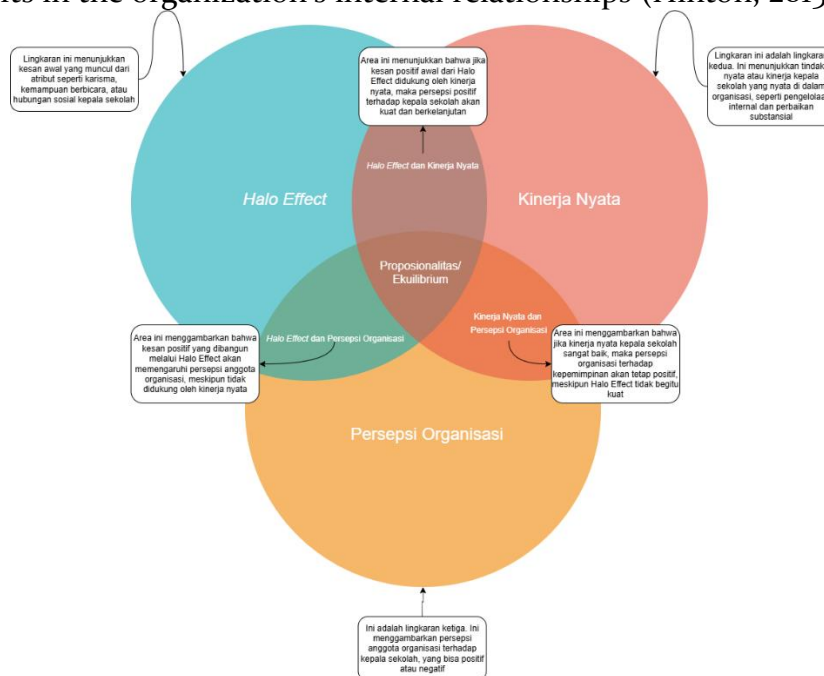 its in the organization's internal relationships (Hinton, 2013
Lingkaran ini menunjukkan
kesan awal yang muncul dari
atribut seperti karisma,
kemampuan berbicara, atau
hubungan sosial kepala sekolah
Area ini menunjukan bahwa jika
kesan positif awal dari Halo
Effect didukung oleh kinerja
nyata, maka persepsi positif
terhadap kepala sekolah akan
kuat dan berkelanjutan
Lingkaran ini adalah lingkaran
kedua. Ini menunjukkan
nyata atau kinerja kepala
sekolah yang nyata di dalam
organisasi, seperti
internal dan perbaikan
substansial
Halo Effect dan Kinerja Nyata
Halo Effect
Kinerja Nyata
Proposionalitas/
Ekuilibrium
Kinerja Nyata dan
Persepsi Organisasi
Halo Effect dan Persepsi Organisasi
Area ini menggambarkan bahwa
kesan positif yang dibangun
melalui Halo Effect akan
memengaruhi persepsi anggota
organisasi, meskipun tidak
didukung oleh kinerja nyata
Area ini menggambarkan bahwa
jika kinerja nyata kepala sekolah
sangat baik, maka persepsi
organisasi terhadap
kepemimpinan akan tetap positif,
meskipun Halo Effect tidak begitu
kuat
Persepsi Organisasi
Ini adalah lingkaran ketiga. Ini
menggambarkan persepsi
anggota organisasi terhadap
kepala sekolah, yang bisa positif
atau negatif